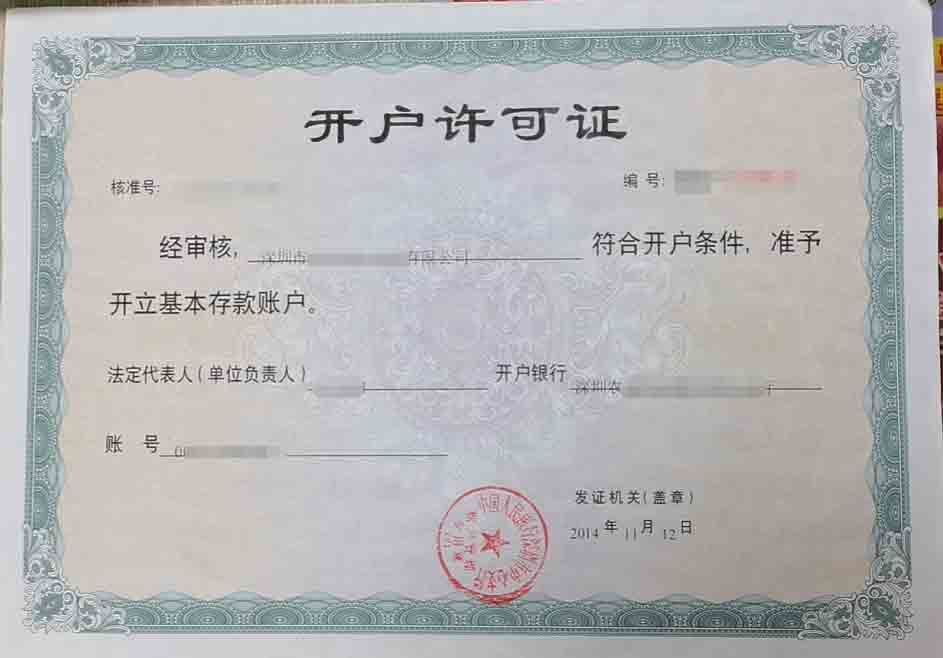 开户许可证
核准号: 编 号:
经审核, 深圳市 有限公司 符合开户条件, 准予
开立基本存款账户。
法定代表人(单位负责人) 开户银行 深圳农
账 号 0
发证机关(盖章)
2014 年 11 月 12 日